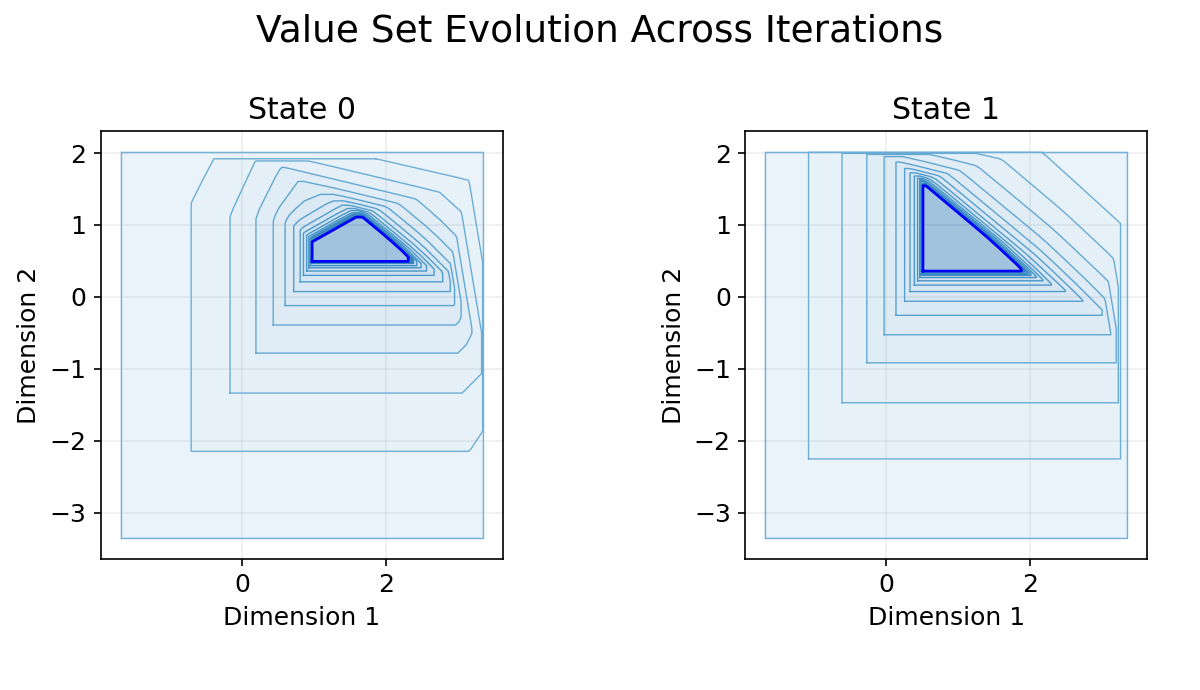 Value Set Evolution Across Iterations
State 0
2
1
0
−1
−2
−3
Dimension 2
0 2
Dimension 1
State 1
2
1
0
−1
−2
−3
Dimension 2
0 2
Dimension 1